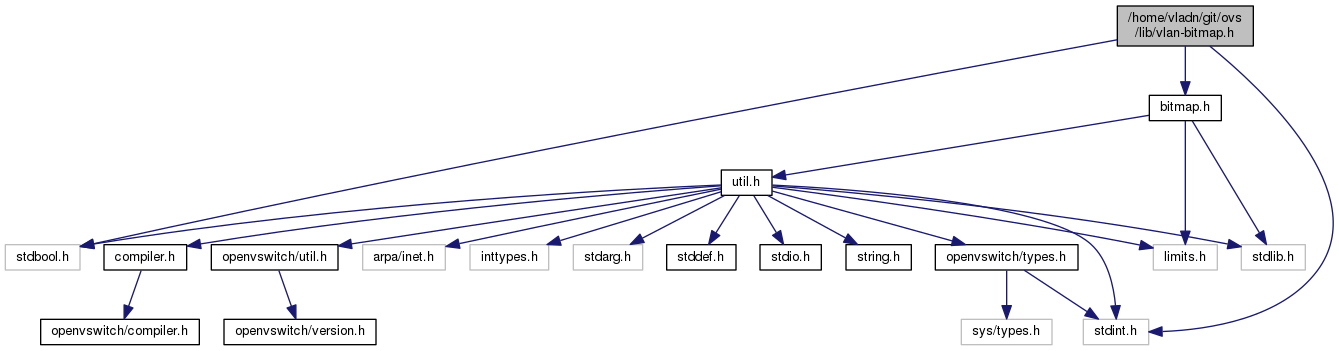 /home/vladn/git/ovs
/lib/vlan-bitmap.h
bitmap.h
util.h
stdbool.h
compiler.h
openvswitch/util.h
arpa/inet.h
inttypes.h
stdarg.h
stddef.h
stdio.h
string.h
openvswitch/types.h
limits.h
stdlib.h
openvswitch/compiler.h
openvswitch/version.h
sys/types.h
stdint.h